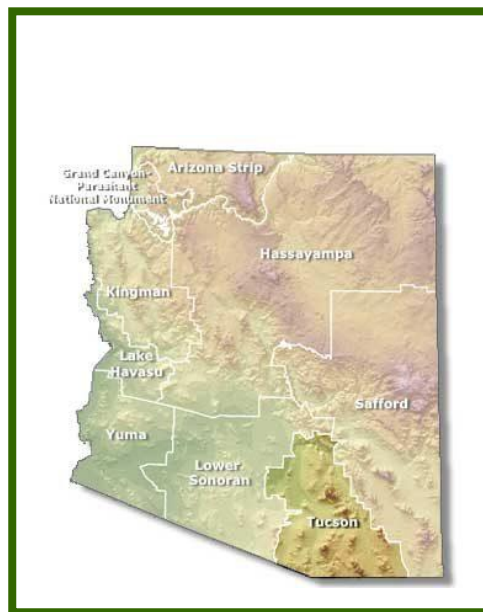 Arizona Strip
Grand Canyon-
Parashant
National Monument
Hassayampa
Kingman
Lake
Havasu
Safford
Yuma
Lower
Sonoran
Tucson